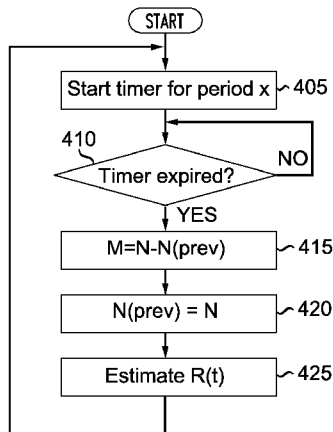 START
Start timer for period x
405
410
Timer expired?
NO
YES
M=N-N(prev)
415
N(prev) = N
420
Estimate R(t)
425